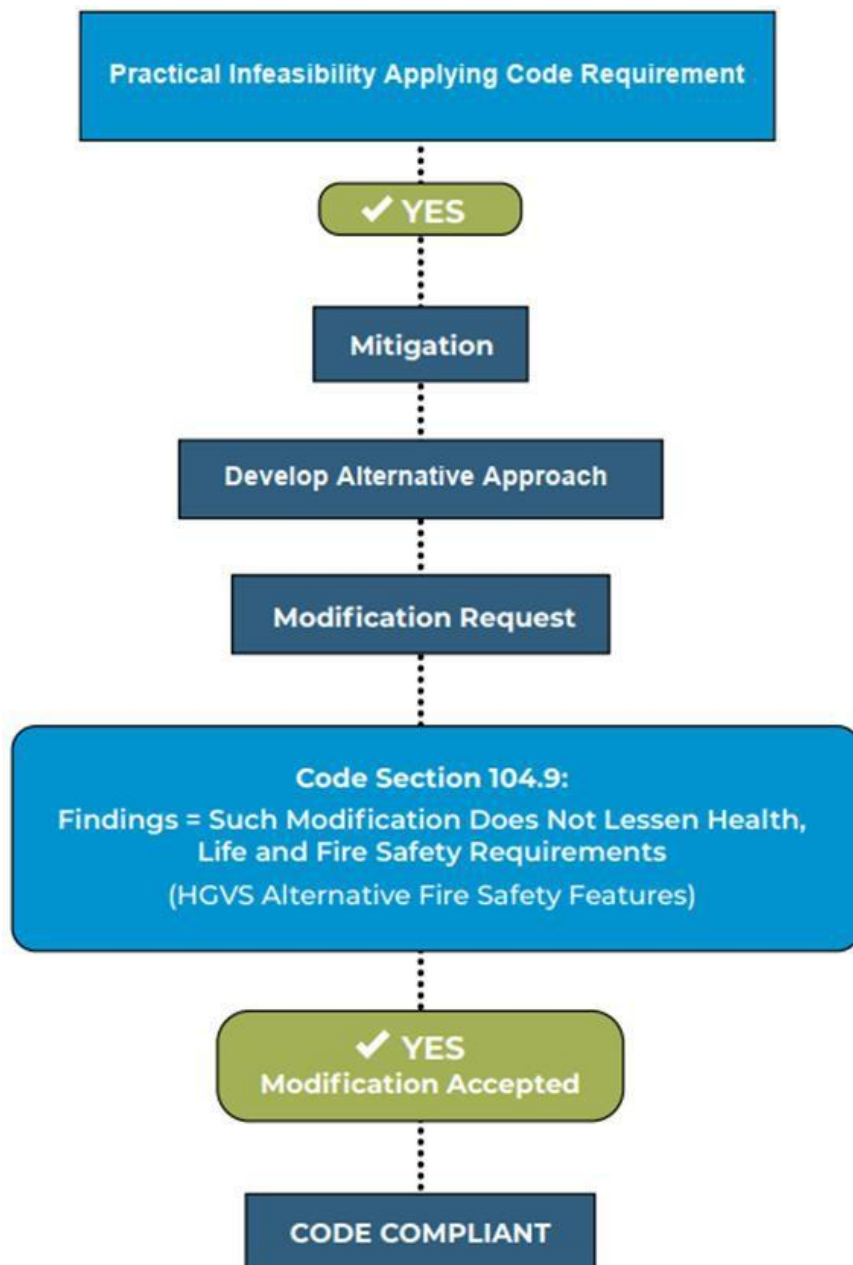 Practical Infeasibility Applying Code Requirement
✔ YES
Mitigation
Develop Alternative Approach
Modification Request
Code Section 104.9:
Findings = Such Modification Does Not Lessen Health,
Life and Fire Safety Requirements
(HGVS Alternative Fire Safety Features)
✔ YES
Modification Accepted
CODE COMPLIANT